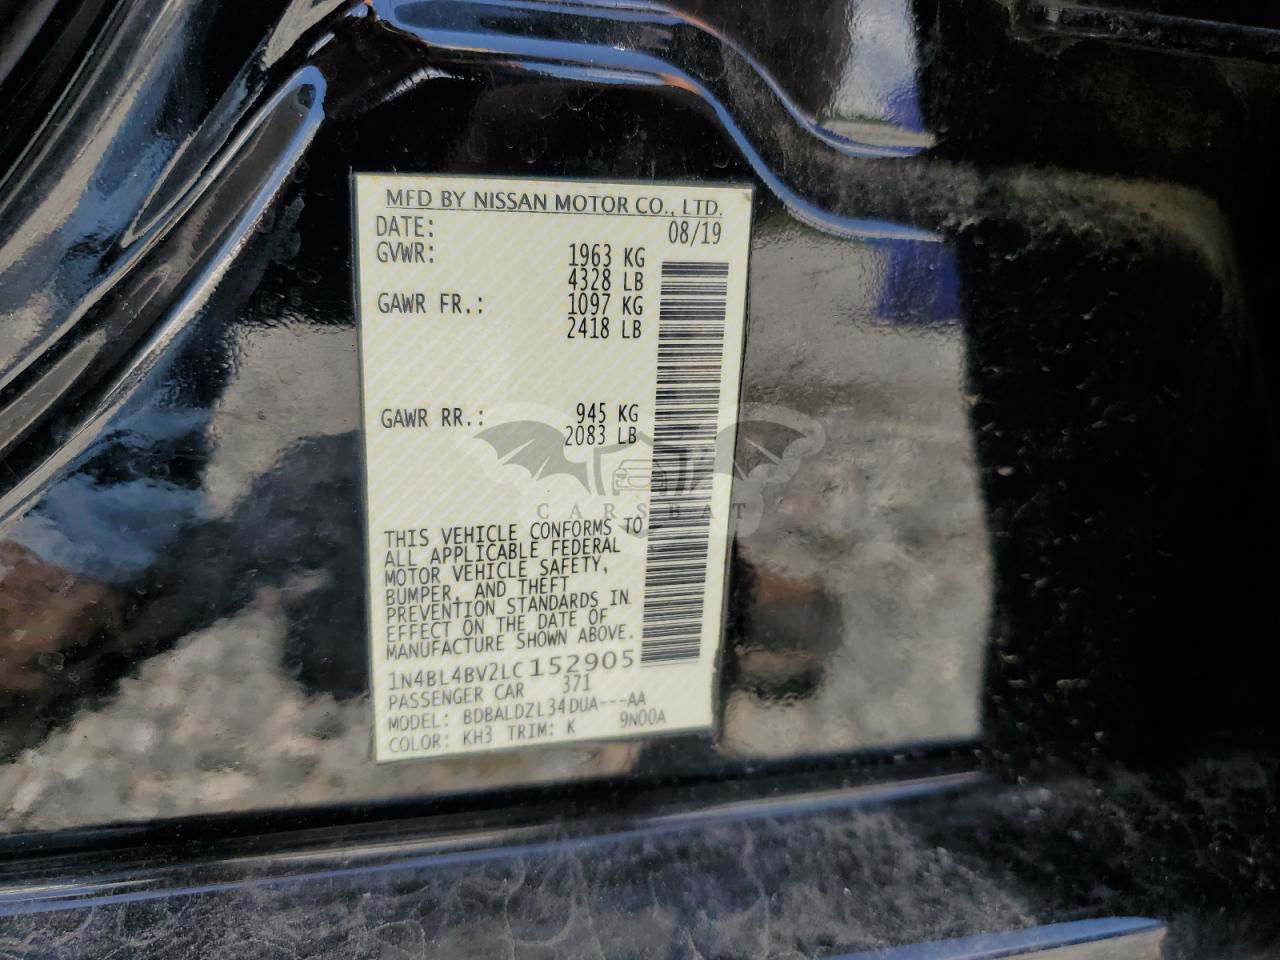 MFD BY NISSAN MOTOR CO., LTD.
DATE: 08/19
GVWR: 1963 KG
4328 LB
GAWR FR.: 1097 KG
2418 LB
GAWR RR.: 945 KG
2083 LB
CARSBAT
THIS VEHICLE CONFORMS TO
ALL APPLICABLE FEDERAL
MOTOR VEHICLE SAFETY,
BUMPER, AND THEFT
PREVENTION STANDARDS IN
EFFECT ON THE DATE OF
MANUFACTURE SHOWN ABOVE.
1N4BL4BV2LC152905
PASSENGER CAR 371
MODEL: BDBALDZL34DUA---AA
COLOR: KH3 TRIM: K 9N00A